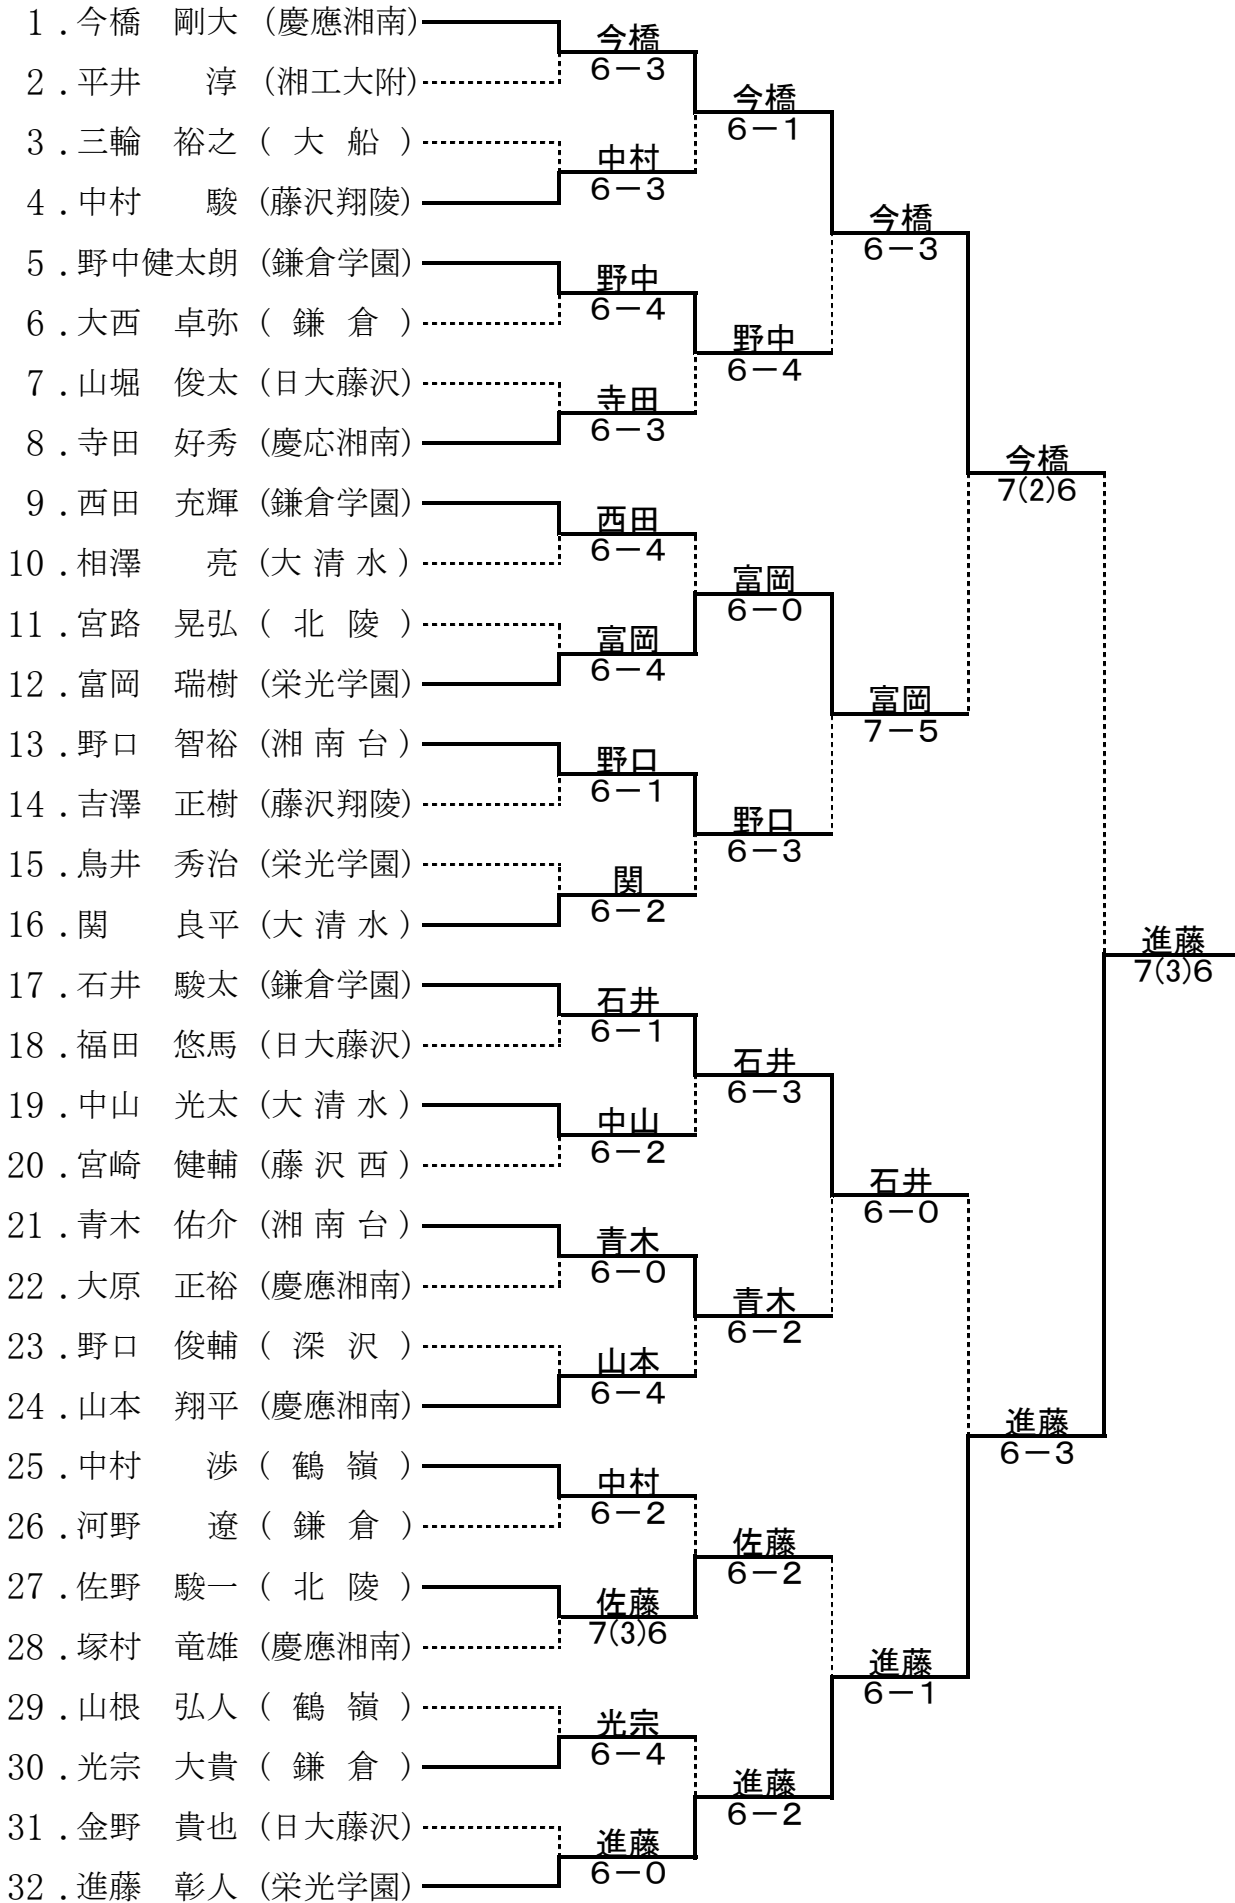 1．今橋　剛大（慶應湘南）
今橋
6－3
2．平井　　淳（湘工大附）
今橋
6－1
3．三輪　裕之（ 大 船 ）
中村
6－3
4．中村　　駿（藤沢翔陵）
今橋
6－3
5．野中健太朗（鎌倉学園）
野中
6－4
6．大西　卓弥（ 鎌 倉 ）
野中
6－4
7．山堀　俊太（日大藤沢）
寺田
6－3
8．寺田　好秀（慶応湘南）
今橋
7(2)6
9．西田　充輝（鎌倉学園）
西田
6－4
10．相澤　　亮（大 清 水）
富岡
6－0
11．宮路　晃弘（ 北 陵 ）
富岡
6－4
12．富岡　瑞樹（栄光学園）
富岡
7－5
13．野口　智裕（湘 南 台）
野口
6－1
14．吉澤　正樹（藤沢翔陵）
野口
6－3
15．鳥井　秀治（栄光学園）
関
6－2
16．関　　良平（大 清 水）
進藤
7(3)6
17．石井　駿太（鎌倉学園）
石井
6－1
18．福田　悠馬（日大藤沢）
石井
6－3
19．中山　光太（大 清 水）
中山
6－2
20．宮崎　健輔（藤 沢 西）
石井
6－0
21．青木　佑介（湘 南 台）
青木
6－0
22．大原　正裕（慶應湘南）
青木
6－2
23．野口　俊輔（ 深 沢 ）
山本
6－4
24．山本　翔平（慶應湘南）
進藤
6－3
25．中村　　渉（ 鶴 嶺 ）
中村
6－2
26．河野　　遼（ 鎌 倉 ）
佐藤
6－2
27．佐野　駿一（ 北 陵 ）
佐藤
7(3)6
28．塚村　竜雄（慶應湘南）
進藤
6－1
29．山根　弘人（ 鶴 嶺 ）
光宗
6－4
30．光宗　大貴（ 鎌 倉 ）
進藤
6－2
31．金野　貴也（日大藤沢）
進藤
6－0
32．進藤　彰人（栄光学園）